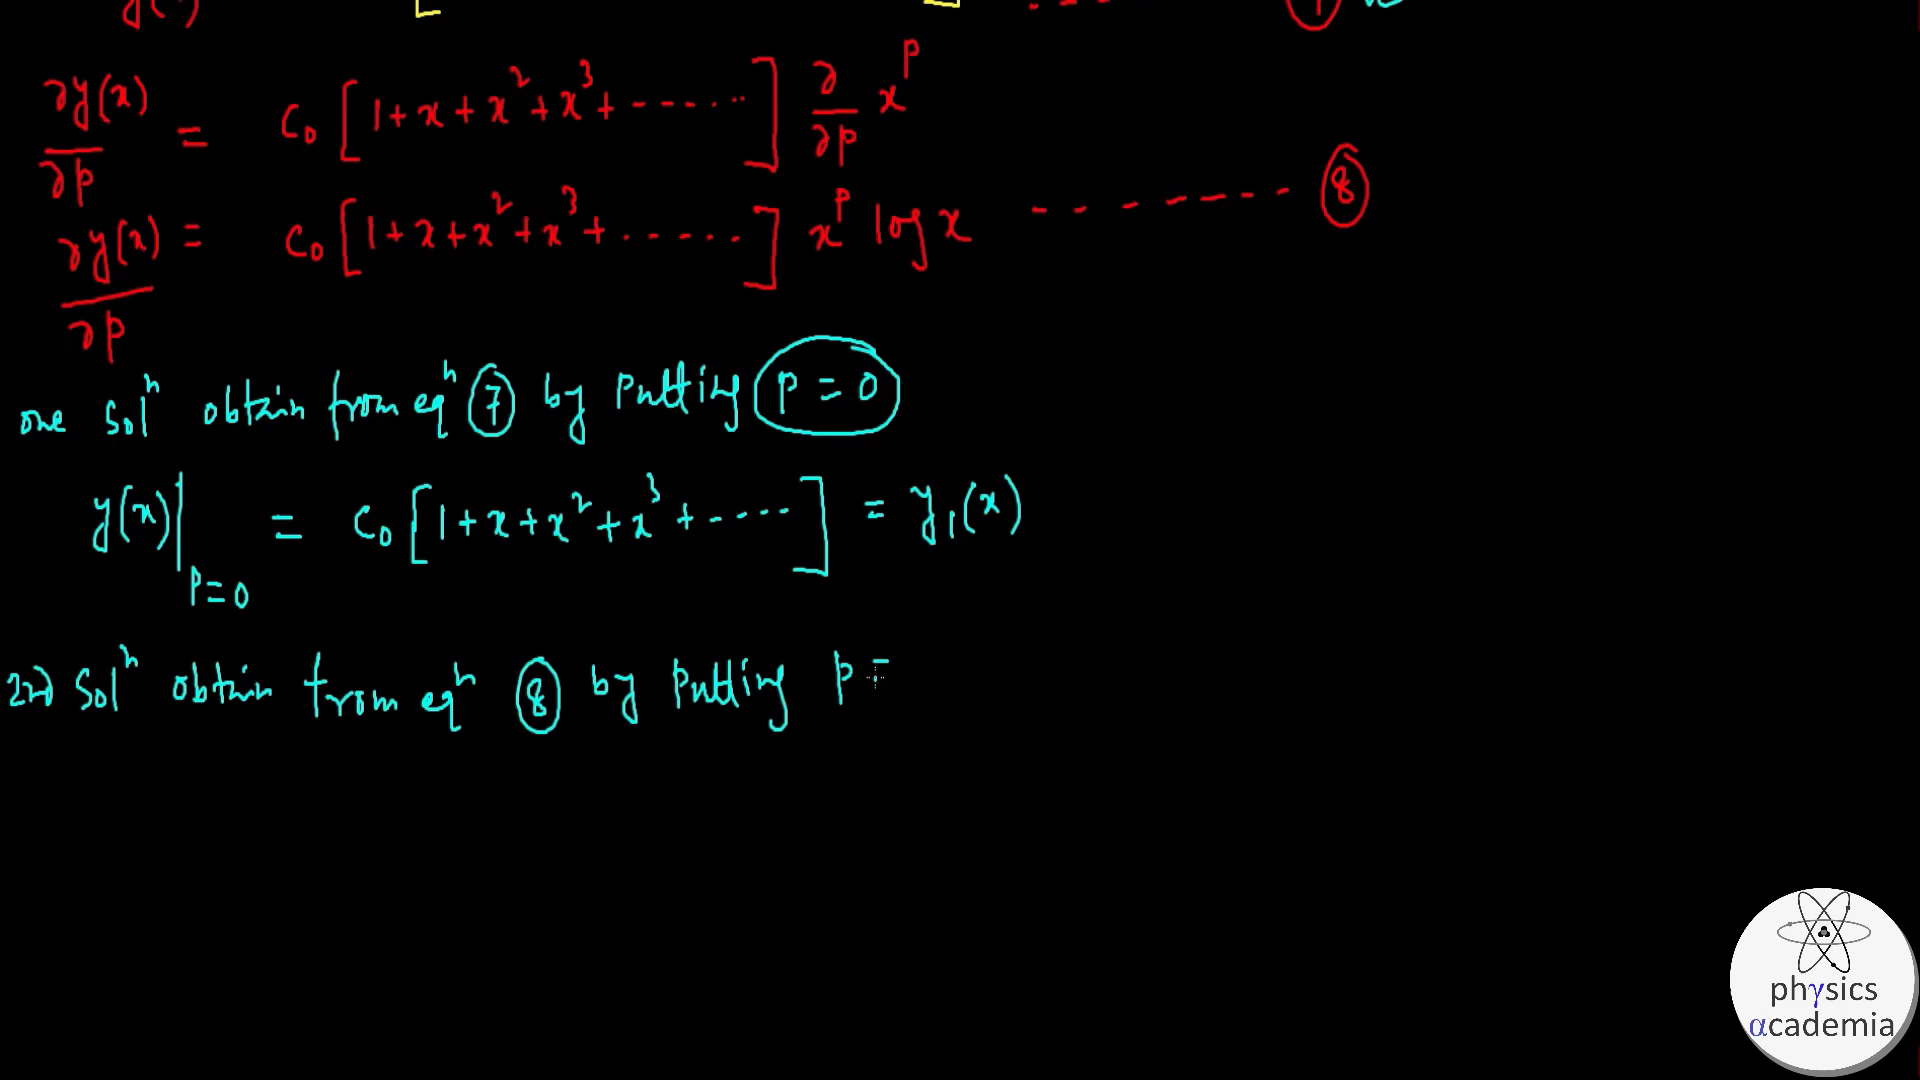 y(
∂y(x)/∂p = C₀ [1 + x + x² + x³ + -------] ∂/∂p x^p
∂y(x)/∂p = C₀ [1 + x + x² + x³ + ......] x^p log x -------- ⑧
one solⁿ obtain from eqⁿ ⑦ by putting p = 0
y(x)|_{p=0} = C₀ [1 + x + x² + x³ + -----] = y₁(x)
2nd solⁿ obtain from eqⁿ ⑧ by putting p =
phγsics
αcademia